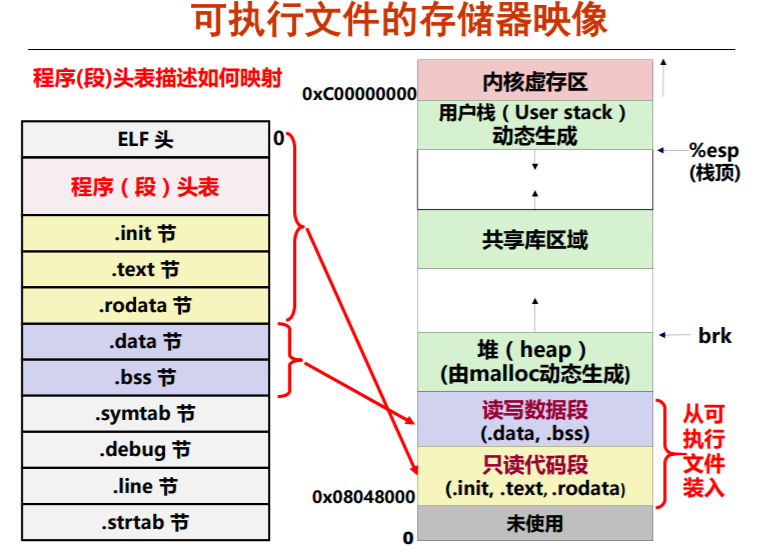 可执行文件的存储器映像
程序(段)头表描述如何映射
ELF 头
0
程序（段）头表
.init 节
.text 节
.rodata 节
.data 节
.bss 节
.symtab 节
.debug 节
.line 节
.strtab 节
0xC00000000
内核虚存区
用户栈（User stack）
动态生成
%esp
(栈顶)
共享库区域
brk
堆（heap）
(由malloc动态生成)
读写数据段
(.data, .bss)
只读代码段
(.init, .text, .rodata)
从可
执行
文件
装入
0x08048000
未使用
0